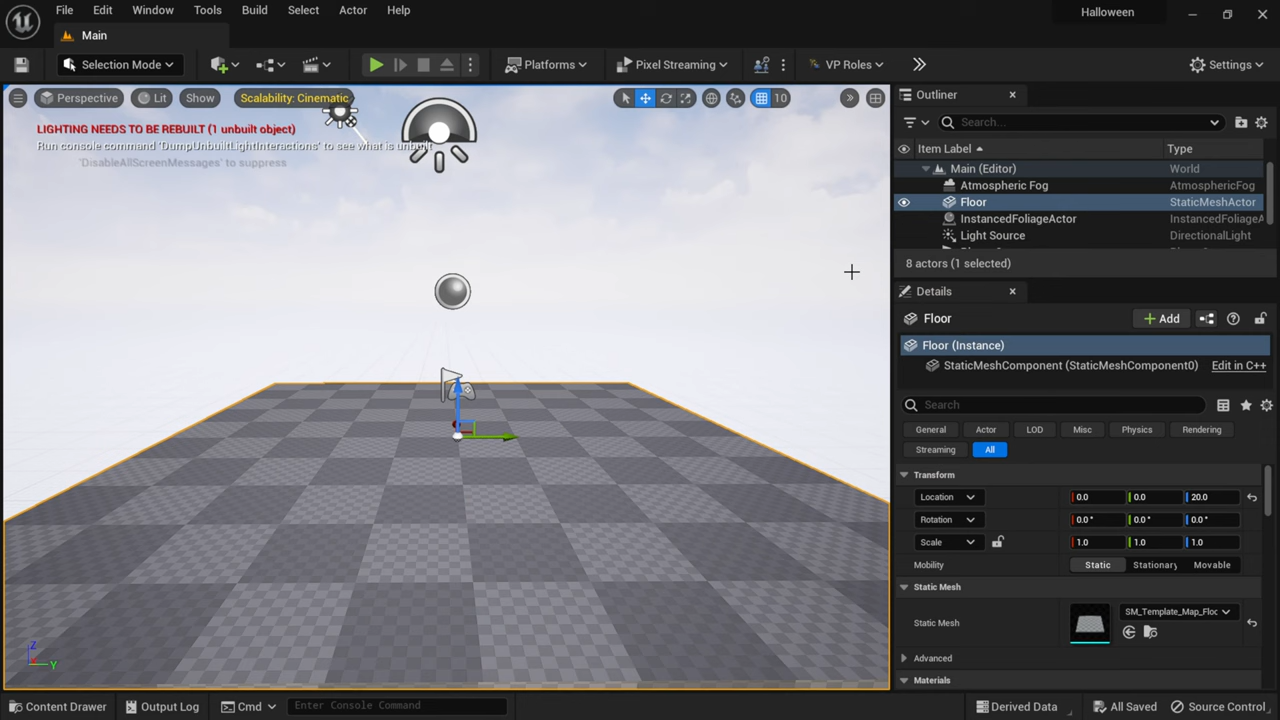 File Edit Window Tools Build Select Actor Help
Halloween
Main
Selection Mode
Platforms
Pixel Streaming
VP Roles
Settings
Perspective Lit Show Scalability: Cinematic
10
LIGHTING NEEDS TO BE REBUILT (1 unbuilt object)
Run console command 'DumpUnbuiltLightInteractions' to see what is unbuilt
'DisableAllScreenMessages' to suppress
Z
Y
Outliner
Search...
Item Label Type
Main (Editor) World
Atmospheric Fog AtmosphericFog
Floor StaticMeshActor
InstancedFoliageActor InstancedFoliageA
Light Source DirectionalLight
8 actors (1 selected)
Details
Floor
Add
Floor (Instance)
StaticMeshComponent (StaticMeshComponent0) Edit in C++
Search
General Actor LOD Misc Physics Rendering
Streaming All
Transform
Location 0.0 0.0 20.0
Rotation 0.0 ° 0.0 ° 0.0 °
Scale 1.0 1.0 1.0
Mobility Static Stationary Movable
Static Mesh
Static Mesh SM_Template_Map_Floo
Advanced
Materials
Content Drawer Output Log Cmd Enter Console Command Derived Data All Saved Source Control